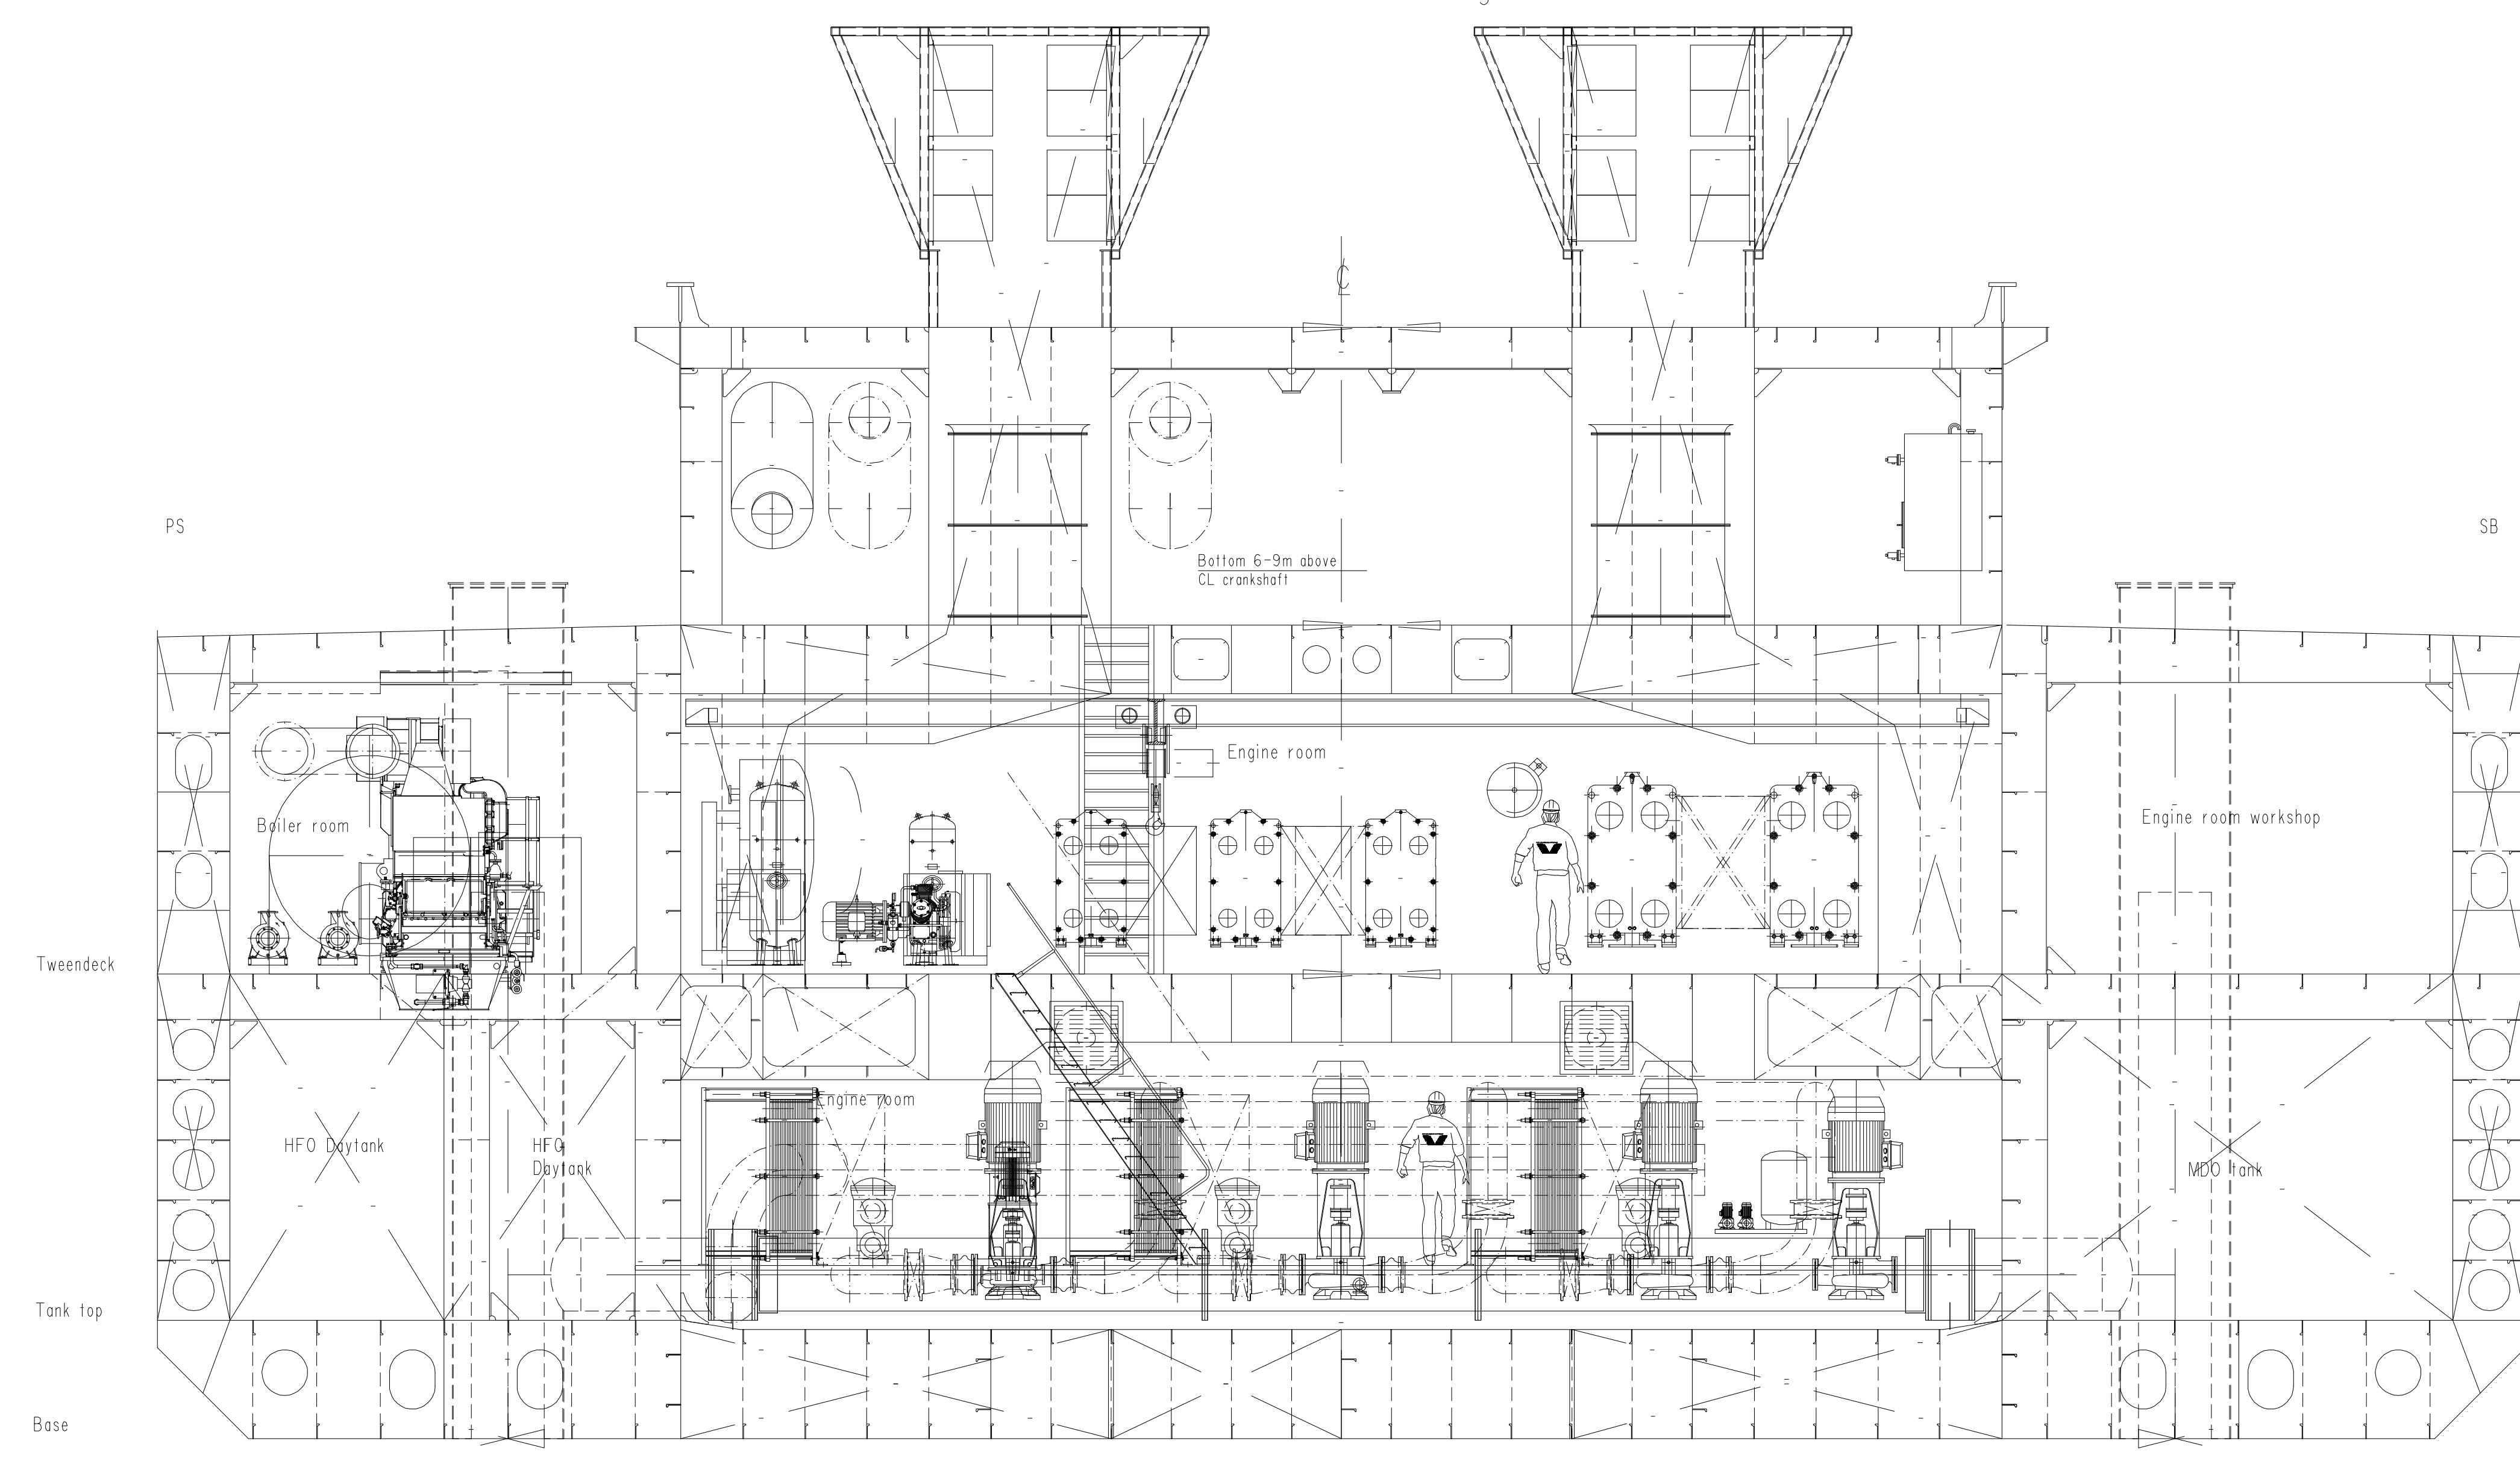 PS
SB
Bottom 6-9m above
CL crankshaft
Engine room
Boiler room
Engine room workshop
Tweendeck
Engine room
HFO Daytank
HFO
Daytank
MDO tank
Tank top
Base